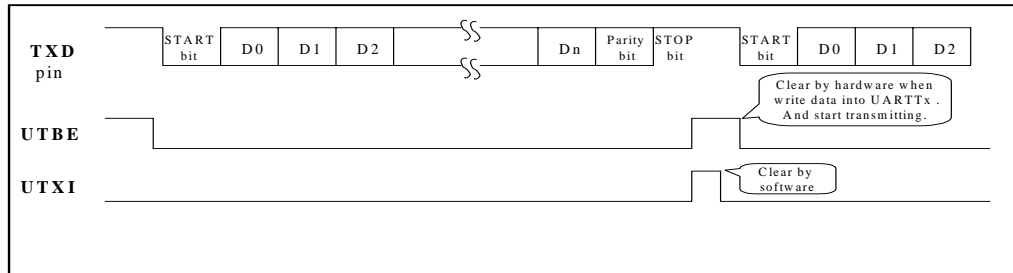 TXD
pin
START
bit
D0
D1
D2
Dn
Parity
bit
STOP
bit
START
bit
D0
D1
D2
Clear by hardware when
write data into UARTTx .
And start transmitting.
UTBE
UTXI
Clear by
software